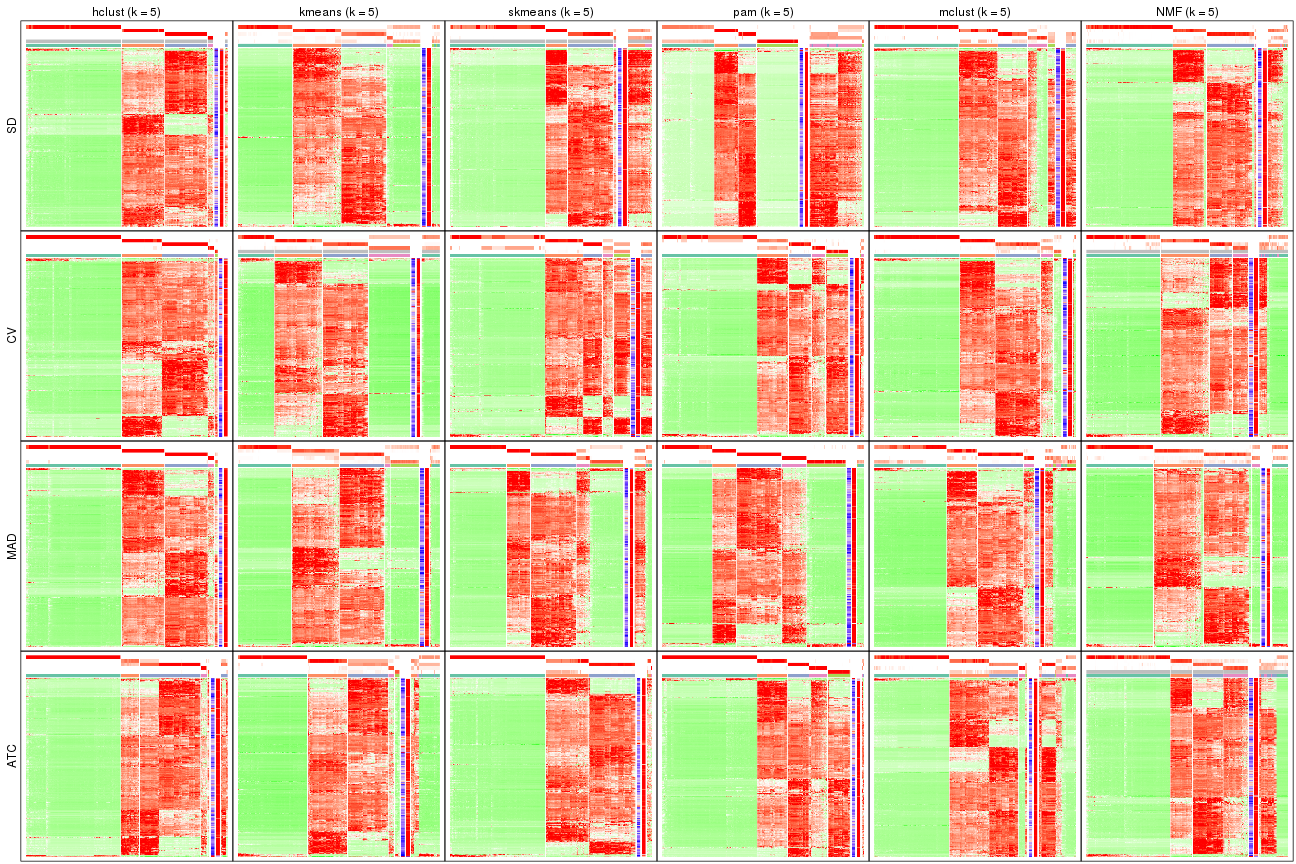 hclust (k = 5) kmeans (k = 5) skmeans (k = 5) pam (k = 5) mclust (k = 5) NMF (k = 5)
SD
CV
MAD
ATC